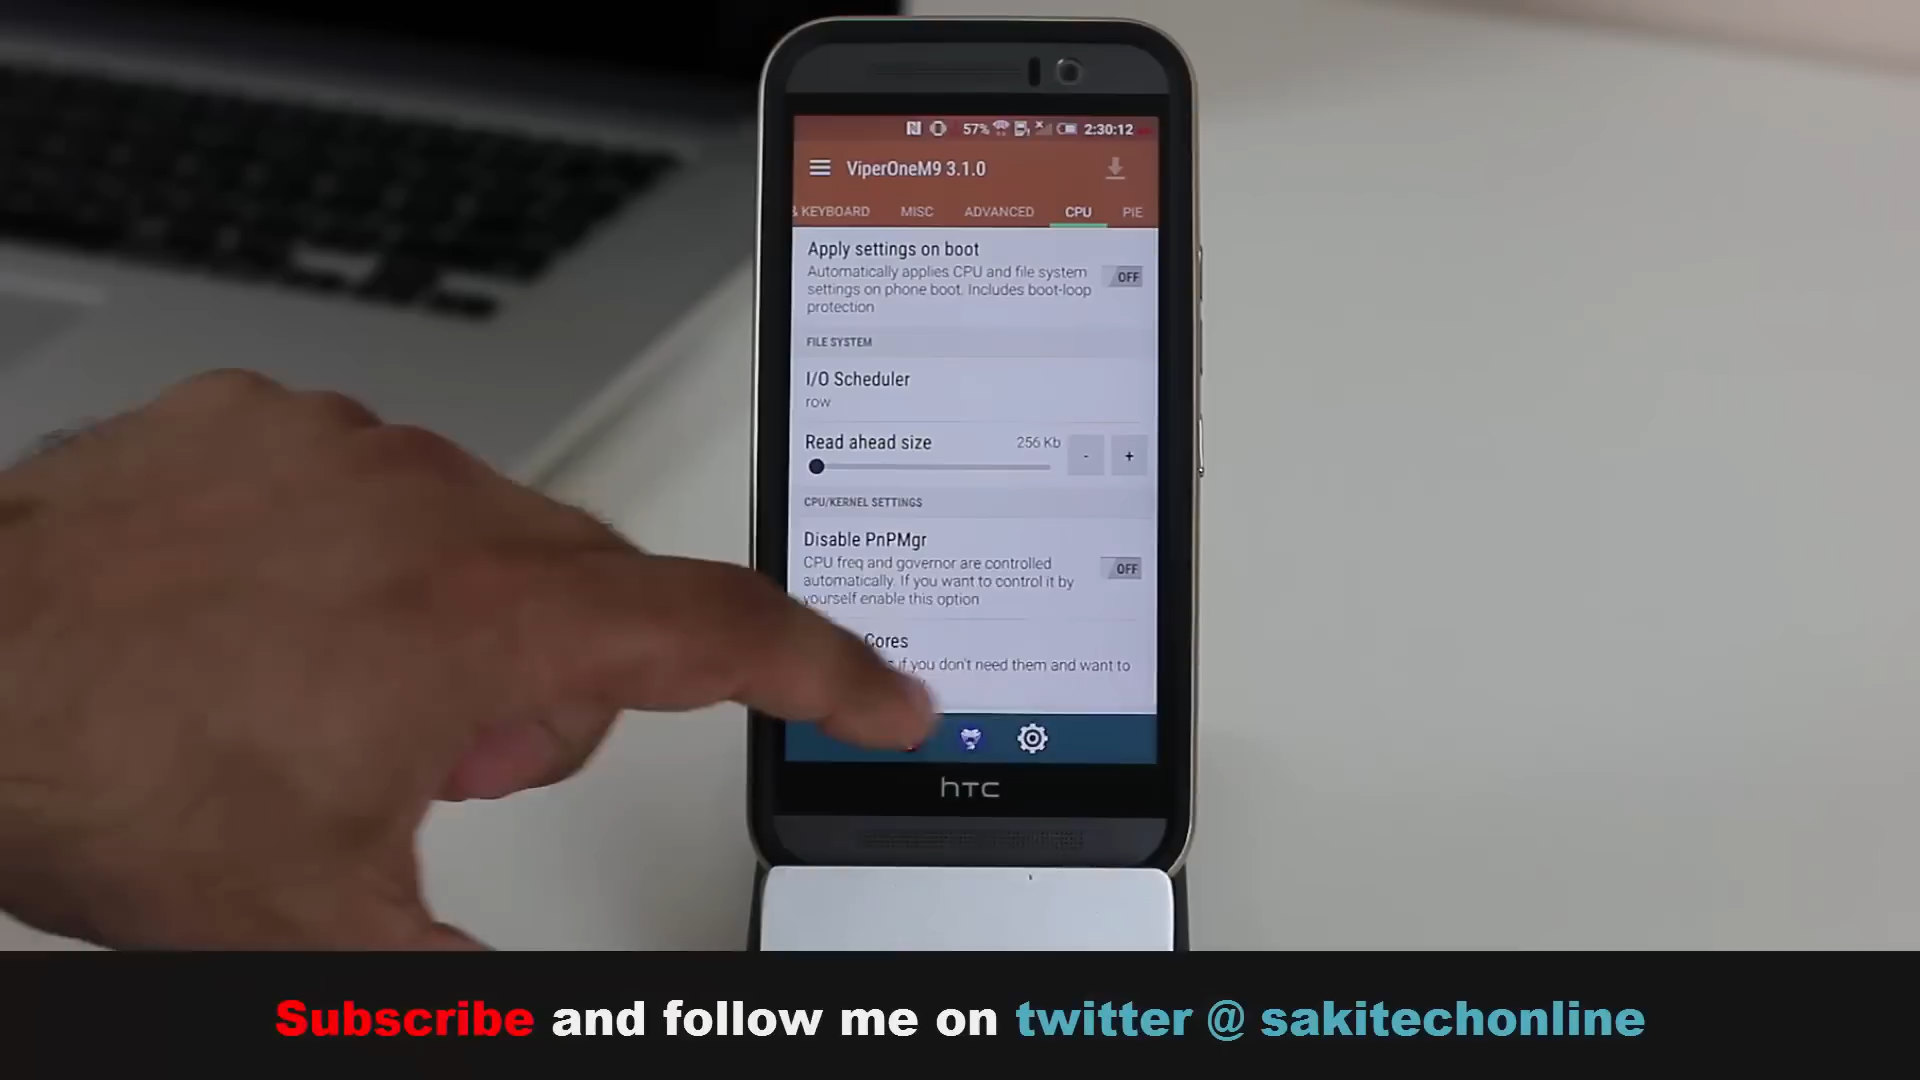 57% 2:30:12
ViperOneM9 3.1.0
& KEYBOARD MISC ADVANCED CPU PIE
Apply settings on boot
Automatically applies CPU and file system
settings on phone boot. Includes boot-loop
protection
OFF
FILE SYSTEM
I/O Scheduler
row
Read ahead size 256 Kb - +
CPU/KERNEL SETTINGS
Disable PnPMgr
CPU freq and governor are controlled
automatically. If you want to control it by
yourself enable this option
OFF
Cores
if you don't need them and want to
hTC
Subscribe and follow me on twitter @ sakitechonline